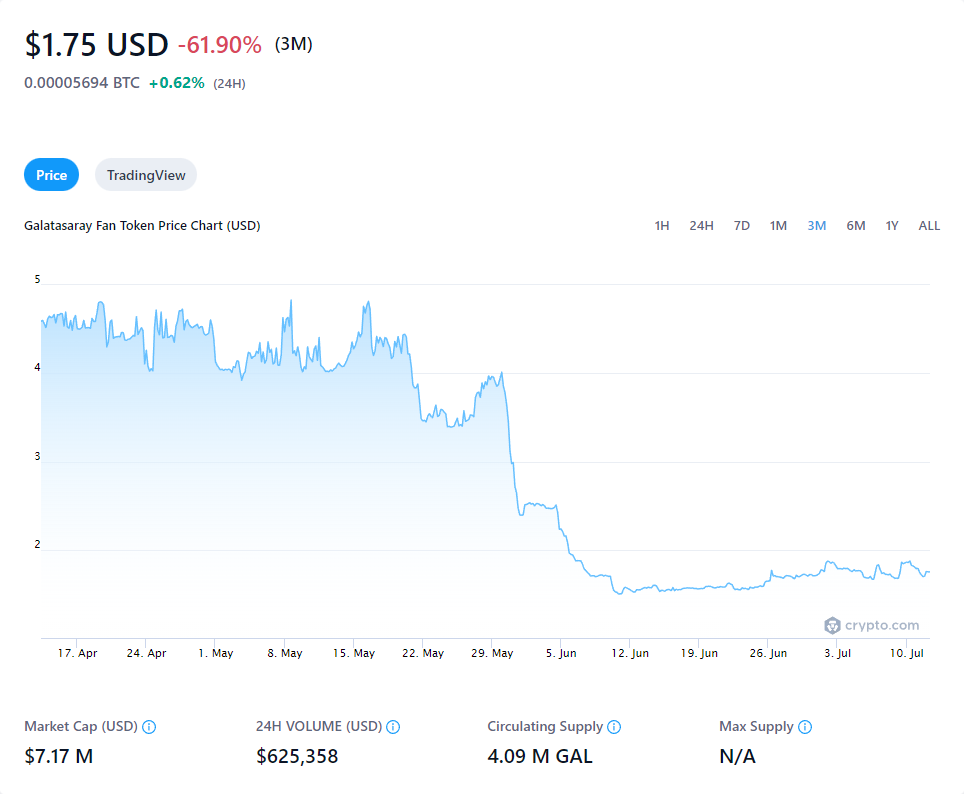 $1.75 USD -61.90% (3M)
0.00005694 BTC +0.62% (24H)
Price TradingView
Galatasaray Fan Token Price Chart (USD) 1H 24H 7D 1M 3M 6M 1Y ALL
5
4
3
2
crypto.com
17. Apr 24. Apr 1. May 8. May 15. May 22. May 29. May 5. Jun 12. Jun 19. Jun 26. Jun 3. Jul 10. Jul
Market Cap (USD) 24H VOLUME (USD) Circulating Supply Max Supply
$7.17 M $625,358 4.09 M GAL N/A